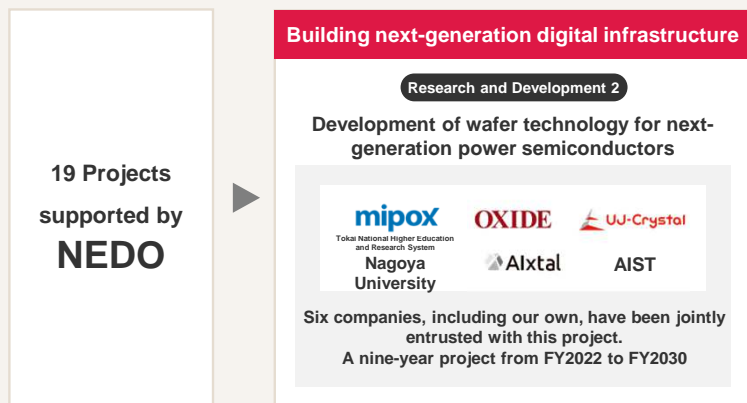 19 Projects
supported by
NEDO
Building next-generation digital infrastructure
Research and Development 2
Development of wafer technology for next-
generation power semiconductors
mipox
OXIDE
UJ-Crystal
Tokai National Higher Education
and Research System
Nagoya
University
AIxtal
AIST
Six companies, including our own, have been jointly
entrusted with this project.
A nine-year project from FY2022 to FY2030